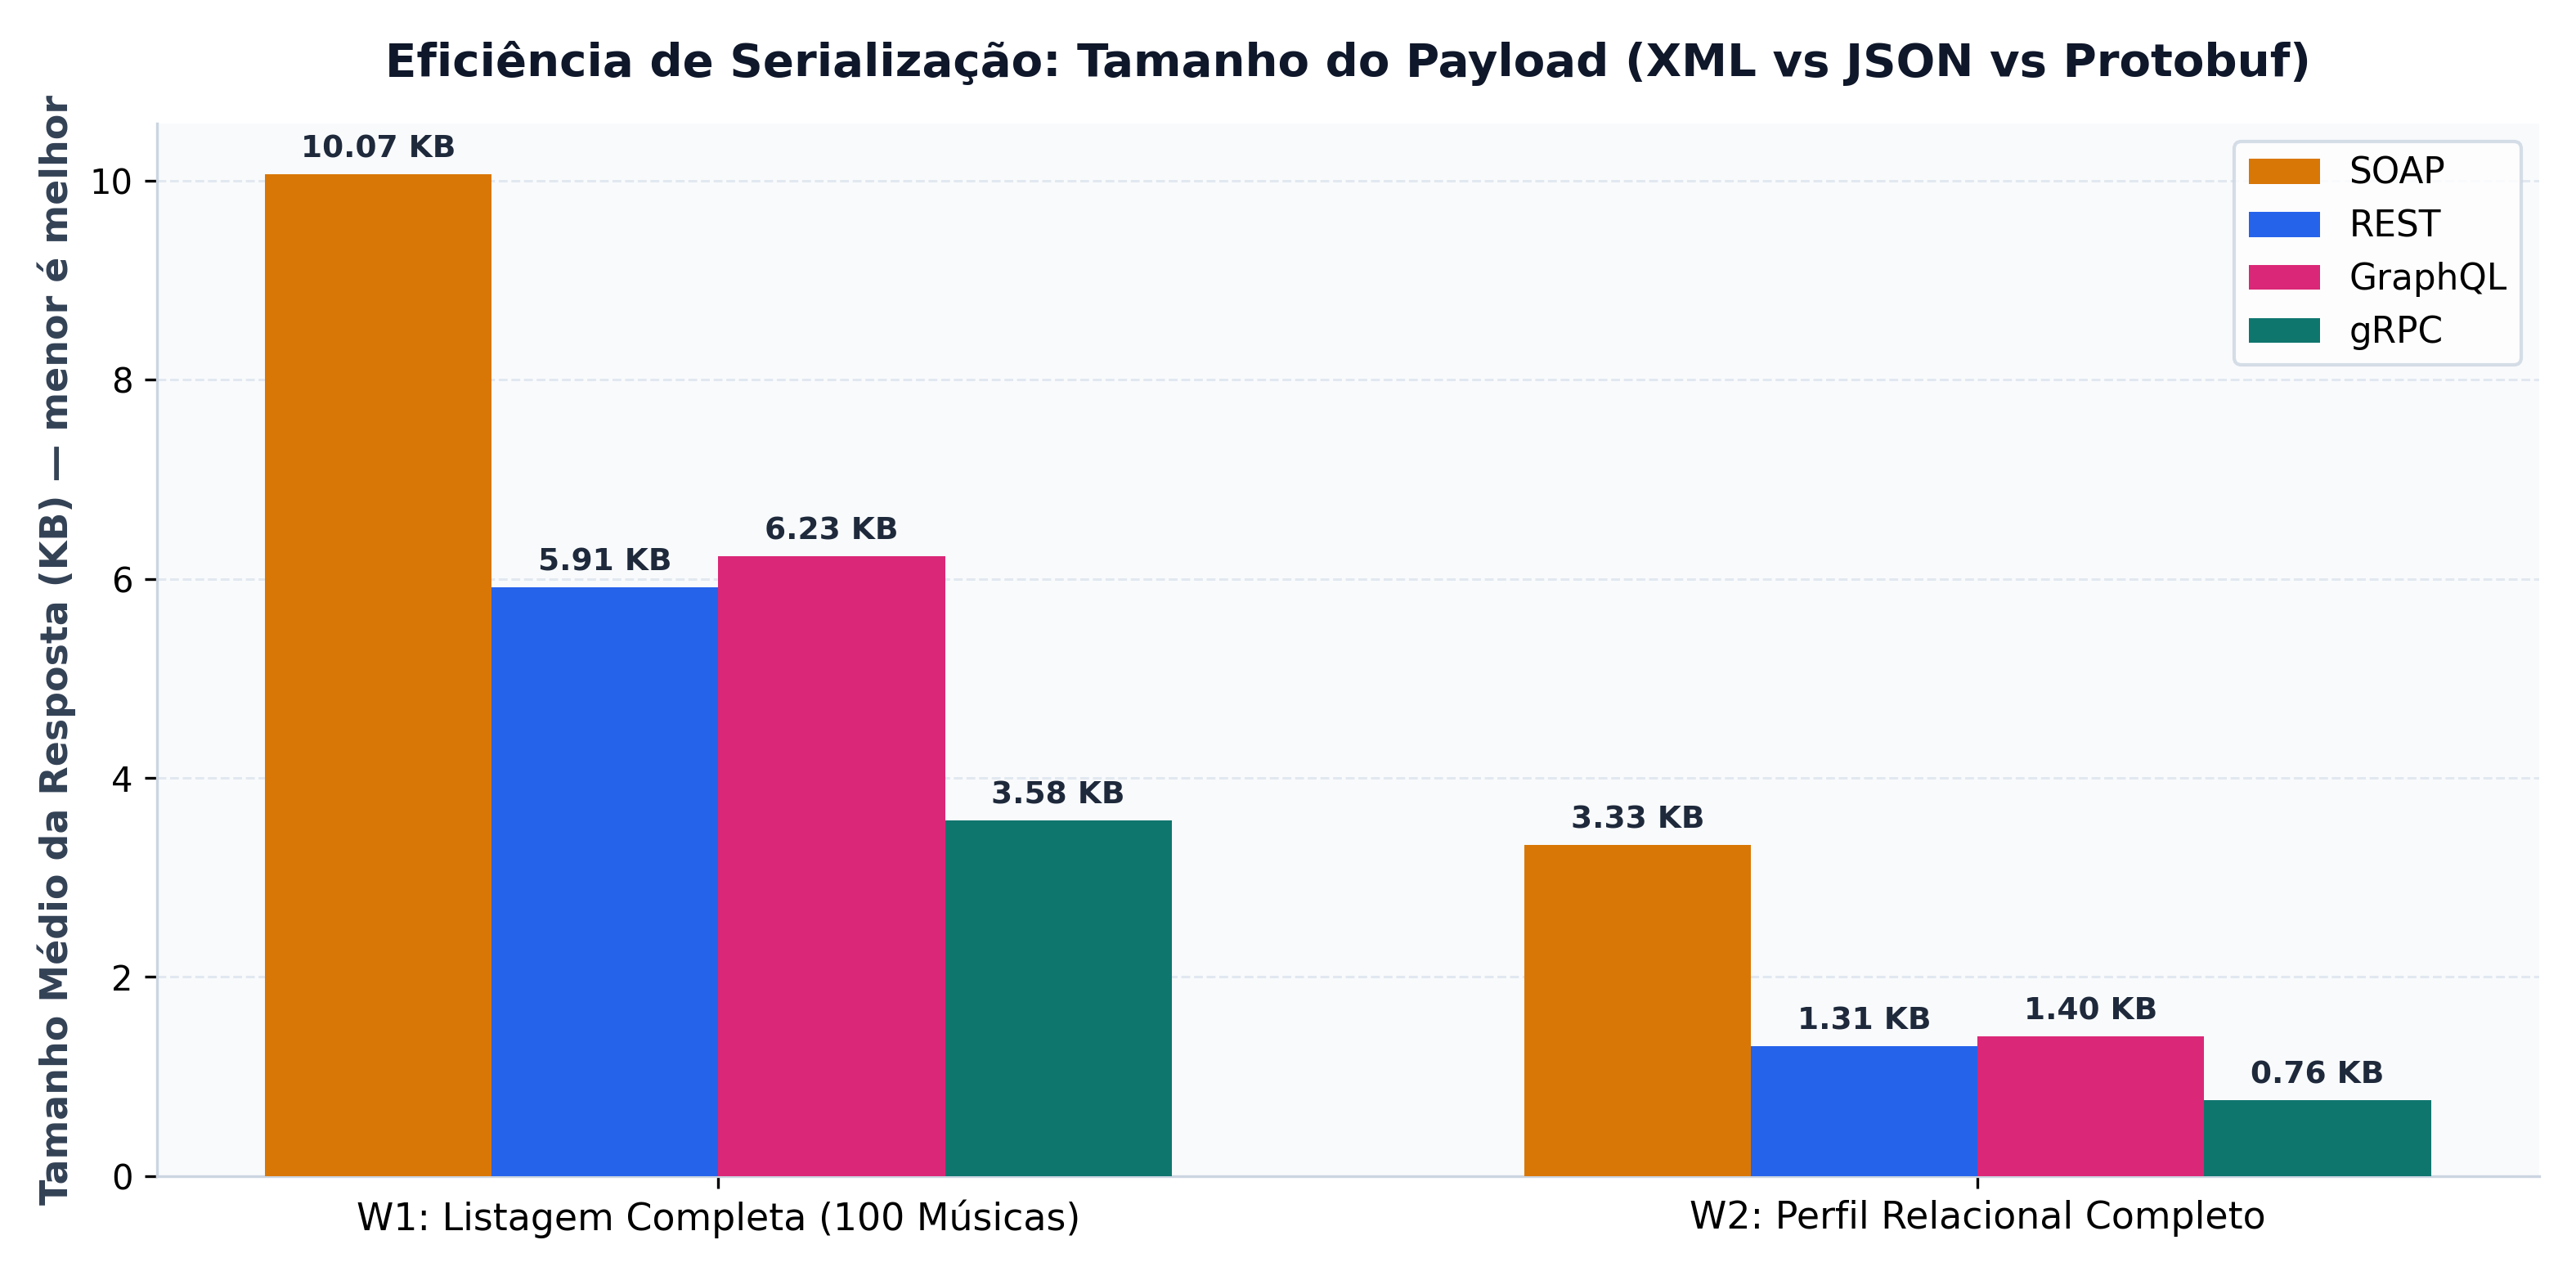 Eficiência de Serialização: Tamanho do Payload (XML vs JSON vs Protobuf)
Tamanho Médio da Resposta (KB) — menor é melhor
10
8
6
4
2
0
10.07 KB
5.91 KB
6.23 KB
3.58 KB
3.33 KB
1.31 KB
1.40 KB
0.76 KB
SOAP
REST
GraphQL
gRPC
W1: Listagem Completa (100 Músicas)
W2: Perfil Relacional Completo